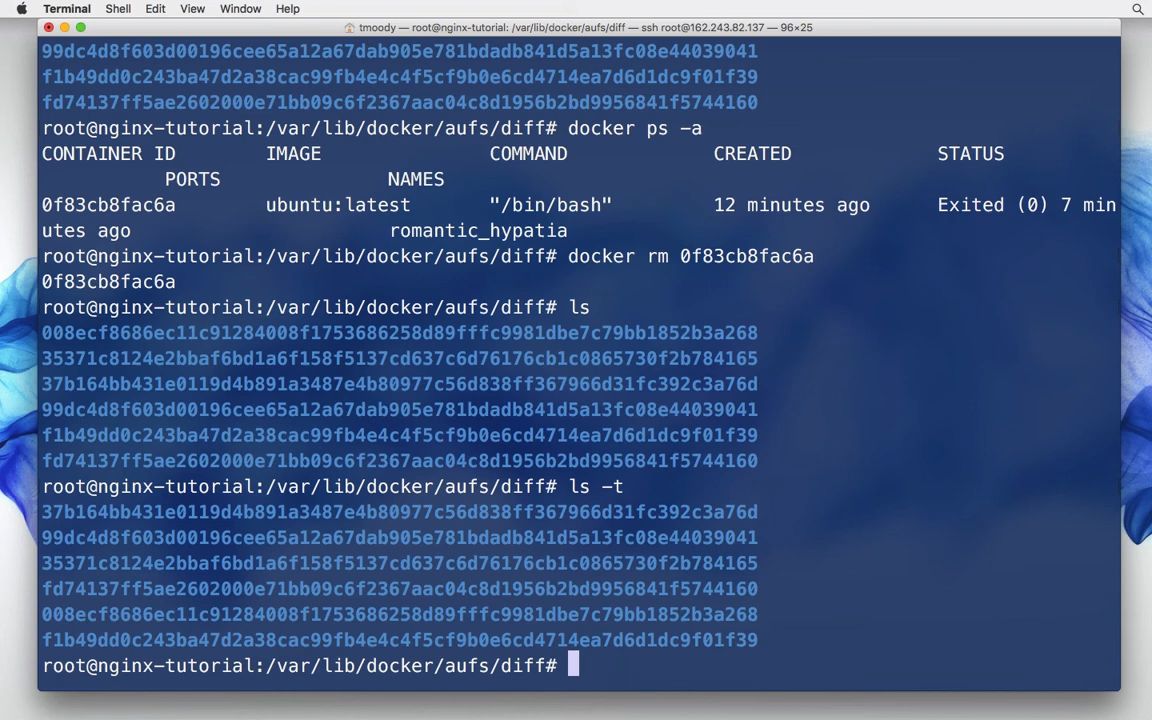 Terminal Shell Edit View Window Help
tmoody — root@nginx-tutorial: /var/lib/docker/aufs/diff — ssh root@162.243.82.137 — 96×25
99dc4d8f603d00196cee65a12a67dab905e781bdadb841d5a13fc08e44039041
f1b49dd0c243ba47d2a38cac99fb4e4c4f5cf9b0e6cd4714ea7d6d1dc9f01f39
fd74137ff5ae2602000e71bb09c6f2367aac04c8d1956b2bd9956841f5744160
root@nginx-tutorial:/var/lib/docker/aufs/diff# docker ps -a
CONTAINER ID IMAGE COMMAND CREATED STATUS
PORTS NAMES
0f83cb8fac6a ubuntu:latest "/bin/bash" 12 minutes ago Exited (0) 7 min
utes ago romantic_hypatia
root@nginx-tutorial:/var/lib/docker/aufs/diff# docker rm 0f83cb8fac6a
0f83cb8fac6a
root@nginx-tutorial:/var/lib/docker/aufs/diff# ls
008ecf8686ec11c91284008f1753686258d89fffc9981dbe7c79bb1852b3a268
35371c8124e2bbaf6bd1a6f158f5137cd637c6d76176cb1c0865730f2b784165
37b164bb431e0119d4b891a3487e4b80977c56d838ff367966d31fc392c3a76d
99dc4d8f603d00196cee65a12a67dab905e781bdadb841d5a13fc08e44039041
f1b49dd0c243ba47d2a38cac99fb4e4c4f5cf9b0e6cd4714ea7d6d1dc9f01f39
fd74137ff5ae2602000e71bb09c6f2367aac04c8d1956b2bd9956841f5744160
root@nginx-tutorial:/var/lib/docker/aufs/diff# ls -t
37b164bb431e0119d4b891a3487e4b80977c56d838ff367966d31fc392c3a76d
99dc4d8f603d00196cee65a12a67dab905e781bdadb841d5a13fc08e44039041
35371c8124e2bbaf6bd1a6f158f5137cd637c6d76176cb1c0865730f2b784165
fd74137ff5ae2602000e71bb09c6f2367aac04c8d1956b2bd9956841f5744160
008ecf8686ec11c91284008f1753686258d89fffc9981dbe7c79bb1852b3a268
f1b49dd0c243ba47d2a38cac99fb4e4c4f5cf9b0e6cd4714ea7d6d1dc9f01f39
root@nginx-tutorial:/var/lib/docker/aufs/diff#